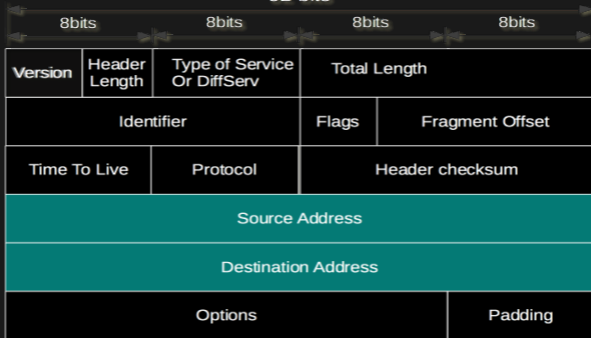 8bits 8bits 8bits 8bits
Version Header Length Type of Service Or DiffServ Total Length
Identifier Flags Fragment Offset
Time To Live Protocol Header checksum
Source Address
Destination Address
Options Padding